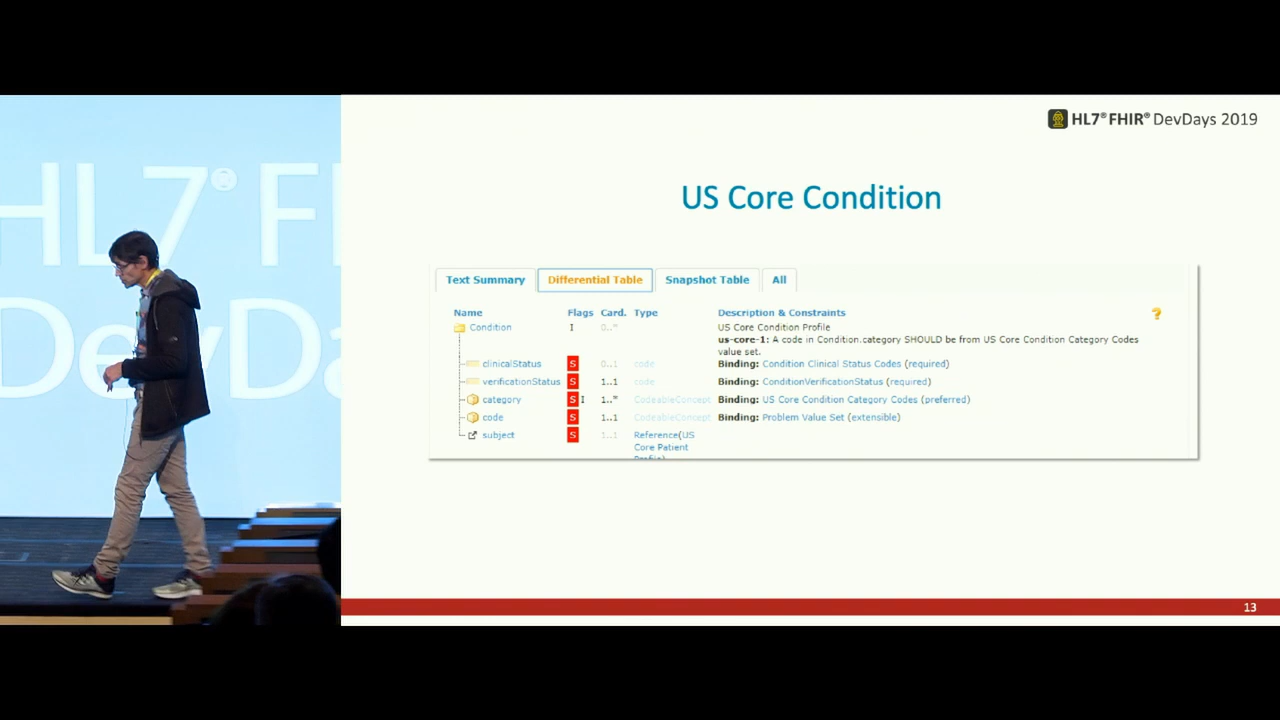 HL7® F
DevDa
HL7® FHIR® DevDays 2019
US Core Condition
Text Summary Differential Table Snapshot Table All
Name Flags Card. Type Description & Constraints ?
Condition I 0..* US Core Condition Profile
us-core-1: A code in Condition.category SHOULD be from US Core Condition Category Codes
value set.
clinicalStatus S 0..1 code Binding: Condition Clinical Status Codes (required)
verificationStatus S 1..1 code Binding: ConditionVerificationStatus (required)
category S I 1..* CodeableConcept Binding: US Core Condition Category Codes (preferred)
code S 1..1 CodeableConcept Binding: Problem Value Set (extensible)
subject S 1..1 Reference(US
Core Patient
Profile)
13